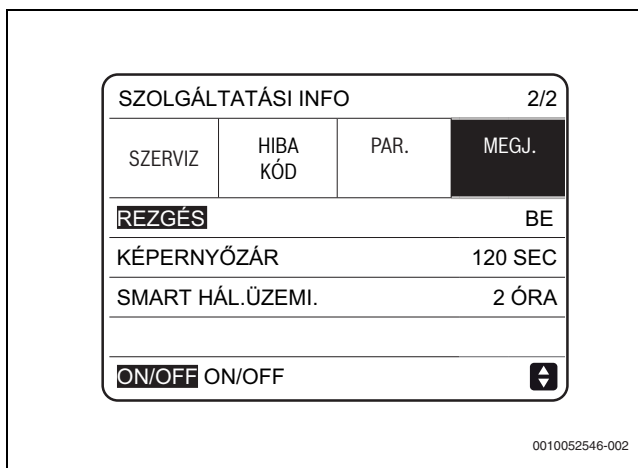 SZOLGÁLTATÁSI INFO 2/2
SZERVIZ HIBA KÓD PAR. MEGJ.
REZGÉS BE
KÉPERNYŐZÁR 120 SEC
SMART HÁL.ÜZEMI. 2 ÓRA
ON/OFF ON/OFF
0010052546-002